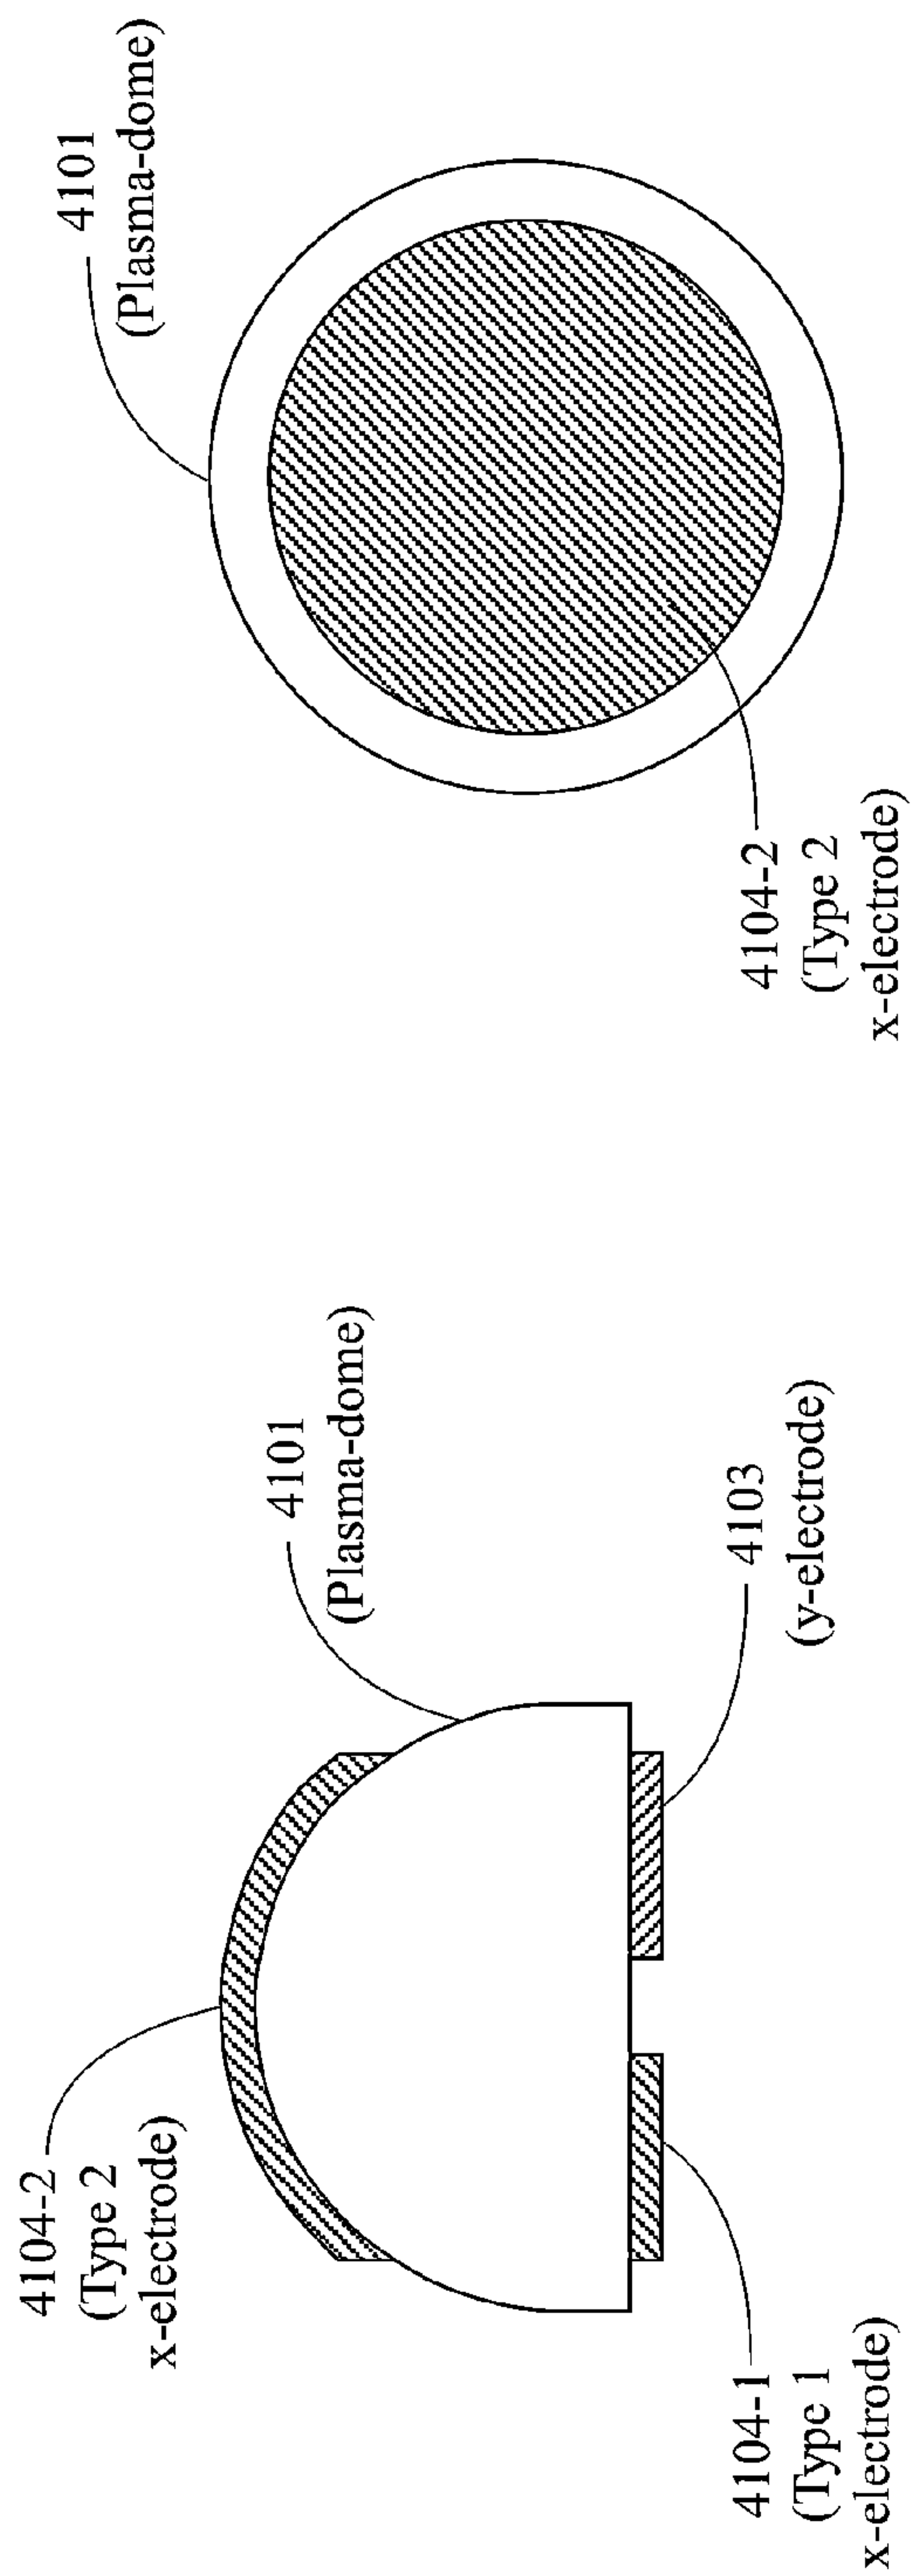 4104-2
(Type 2
x-electrode)
4101
(Plasma-dome)
4104-1
(Type 1
x-electrode)
4103
(y-electrode)
4101
(Plasma-dome)
4104-2
(Type 2
x-electrode)